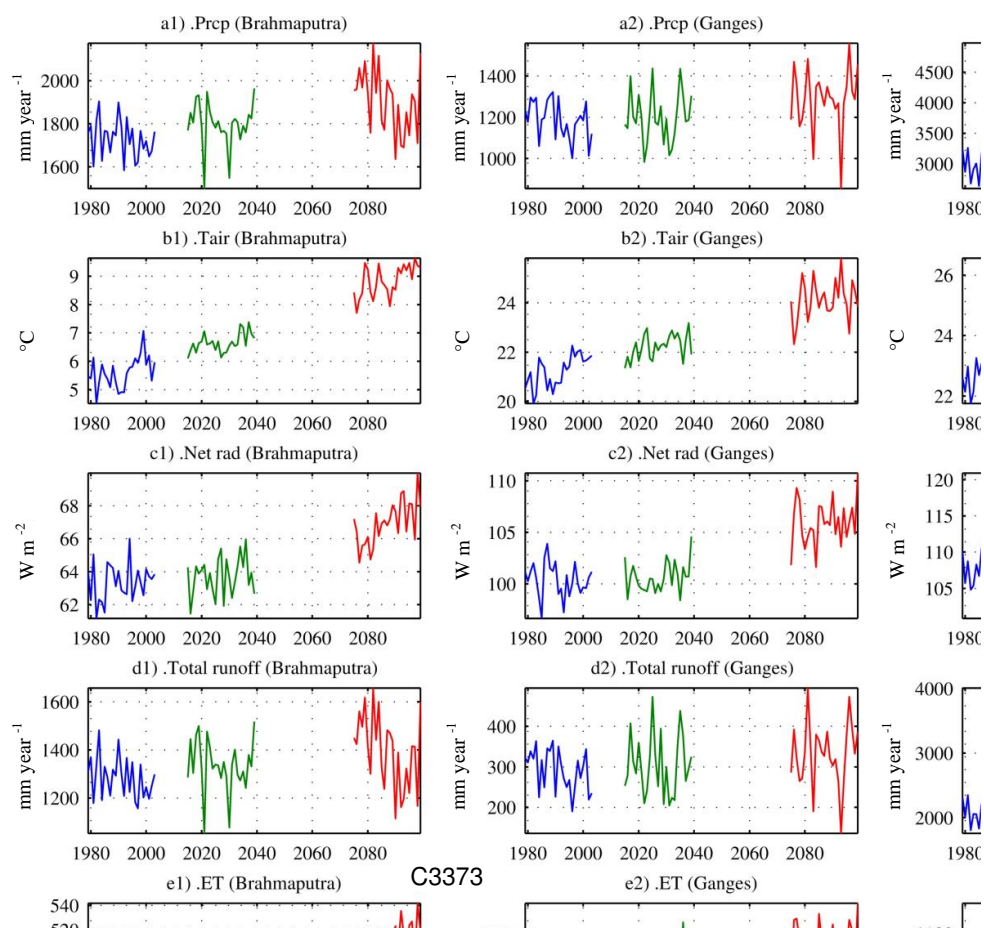 a1) .Prcp (Brahmaputra)
mm year -1
2000
1800
1600
1980 2000 2020 2040 2060 2080
a2) .Prcp (Ganges)
mm year -1
1400
1200
1000
1980 2000 2020 2040 2060 2080
mm year -1
4500
4000
3500
3000
1980
b1) .Tair (Brahmaputra)
°C
9
8
7
6
5
1980 2000 2020 2040 2060 2080
b2) .Tair (Ganges)
°C
24
22
20
1980 2000 2020 2040 2060 2080
°C
26
24
22
1980
c1) .Net rad (Brahmaputra)
W m -2
68
66
64
62
1980 2000 2020 2040 2060 2080
c2) .Net rad (Ganges)
W m -2
110
105
100
1980 2000 2020 2040 2060 2080
W m -2
120
115
110
105
1980
d1) .Total runoff (Brahmaputra)
mm year -1
1600
1400
1200
1980 2000 2020 2040 2060 2080
d2) .Total runoff (Ganges)
mm year -1
400
300
200
1980 2000 2020 2040 2060 2080
mm year -1
4000
3000
2000
1980
C3373
e1) .ET (Brahmaputra)
540
e2) .ET (Ganges)